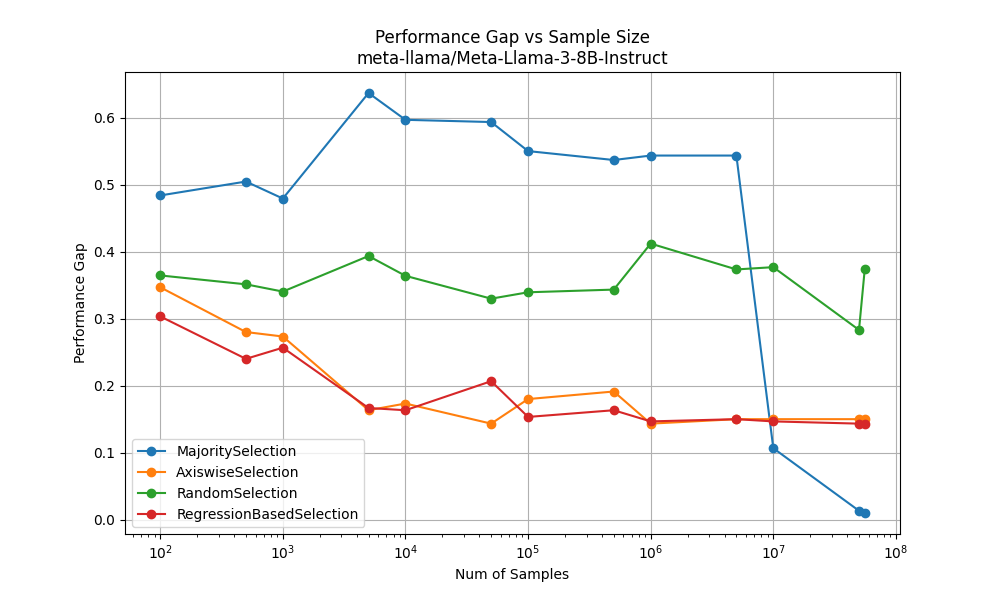 Performance Gap vs Sample Size
meta-llama/Meta-Llama-3-8B-Instruct
Performance Gap
0.6
0.5
0.4
0.3
0.2
0.1
0.0
MajoritySelection
AxiswiseSelection
RandomSelection
RegressionBasedSelection
10²
10³
10⁴
10⁵
10⁶
10⁷
10⁸
Num of Samples